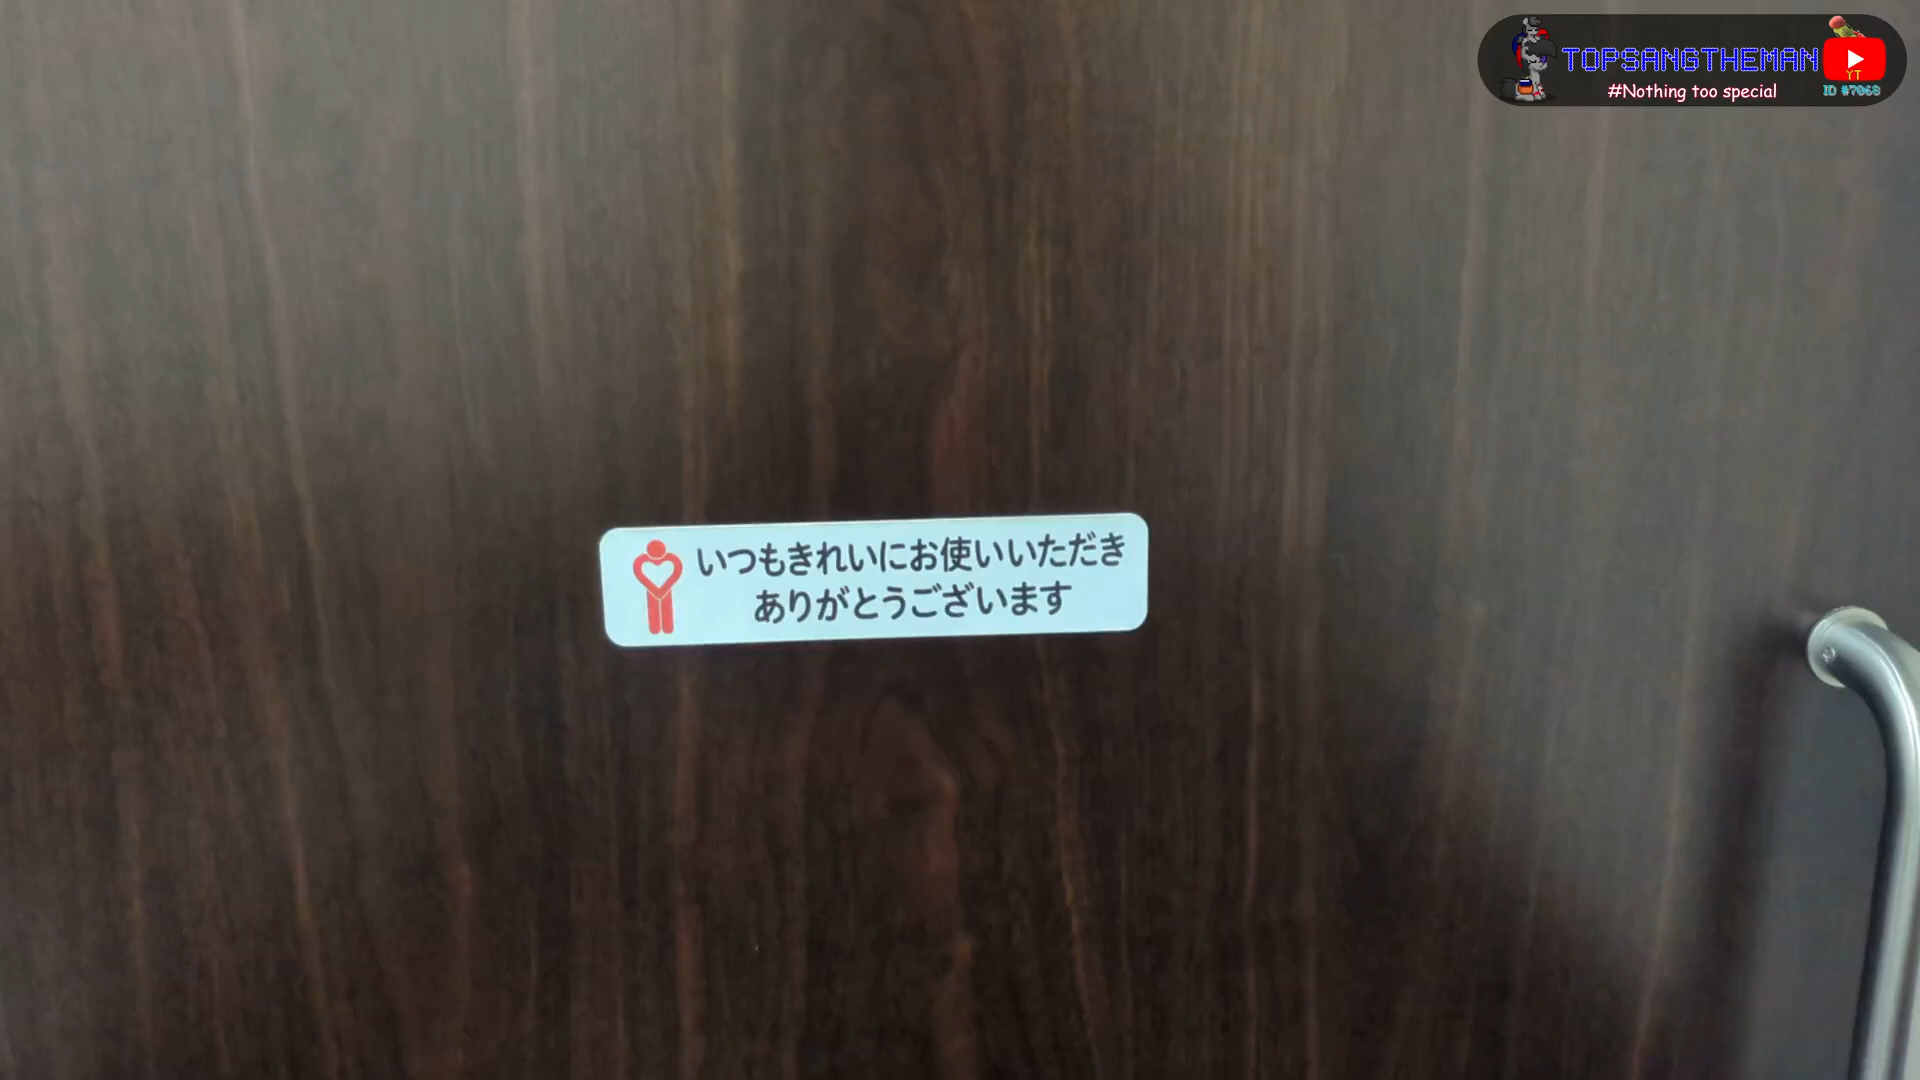 TOPSANGTHEMAN
YT
#Nothing too special
ID #7068
いつもきれいにお使いいただき
ありがとうございます